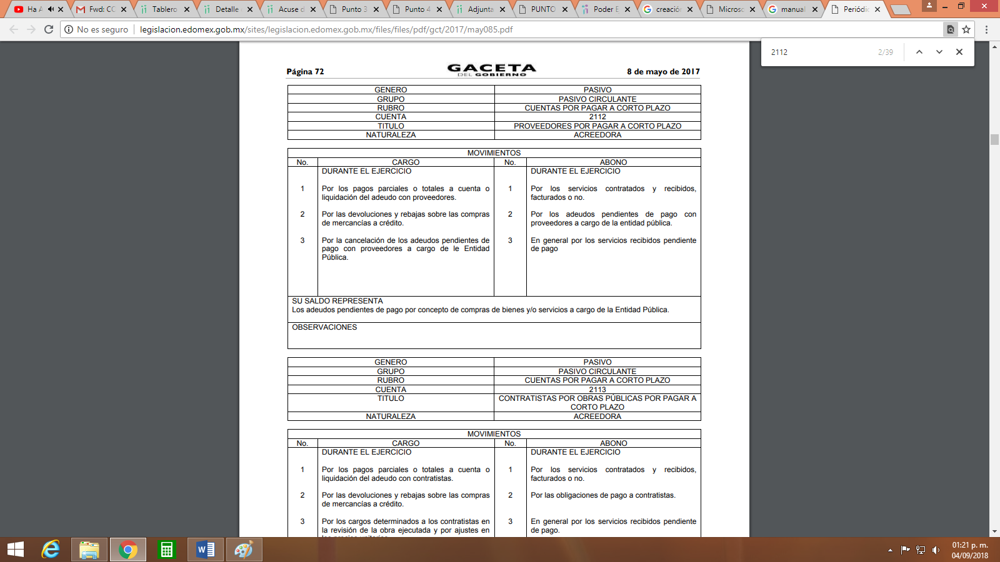 Ha A
Fwd: CC
Tablero
Detalle
Acuse d
Punto 3
Punto 4
Adjunta
PUNTO
Poder E
creación
Microso
manual
Periódic
No es seguro
legislacion.edomex.gob.mx/sites/legislacion.edomex.gob.mx/files/files/pdf/gct/2017/may085.pdf
2112 2/39
Página 72 GACETA DEL GOBIERNO 8 de mayo de 2017
GENERO PASIVO
GRUPO PASIVO CIRCULANTE
RUBRO CUENTAS POR PAGAR A CORTO PLAZO
CUENTA 2112
TITULO PROVEEDORES POR PAGAR A CORTO PLAZO
NATURALEZA ACREEDORA
MOVIMIENTOS
No. CARGO No. ABONO
DURANTE EL EJERCICIO DURANTE EL EJERCICIO
1 Por los pagos parciales o totales a cuenta o 1 Por los servicios contratados y recibidos,
liquidación del adeudo con proveedores. facturados o no.
2 Por las devoluciones y rebajas sobre las compras 2 Por los adeudos pendientes de pago con
de mercancías a crédito. proveedores a cargo de la entidad pública.
3 Por la cancelación de los adeudos pendientes de 3 En general por los servicios recibidos pendiente
pago con proveedores a cargo de le Entidad de pago
Pública.
SU SALDO REPRESENTA
Los adeudos pendientes de pago por concepto de compras de bienes y/o servicios a cargo de la Entidad Pública.
OBSERVACIONES
GENERO PASIVO
GRUPO PASIVO CIRCULANTE
RUBRO CUENTAS POR PAGAR A CORTO PLAZO
CUENTA 2113
TITULO CONTRATISTAS POR OBRAS PÚBLICAS POR PAGAR A
CORTO PLAZO
NATURALEZA ACREEDORA
MOVIMIENTOS
No. CARGO No. ABONO
DURANTE EL EJERCICIO DURANTE EL EJERCICIO
1 Por los pagos parciales o totales a cuenta o 1 Por los servicios contratados y recibidos,
liquidación del adeudo con contratistas. facturados o no.
2 Por las devoluciones y rebajas sobre las compras 2 Por las obligaciones de pago a contratistas.
de mercancías a crédito.
3 Por los cargos determinados a los contratistas en 3 En general por los servicios recibidos pendiente
la revisión de la obra ejecutada y por ajustes en de pago.
01:21 p. m.
04/09/2018